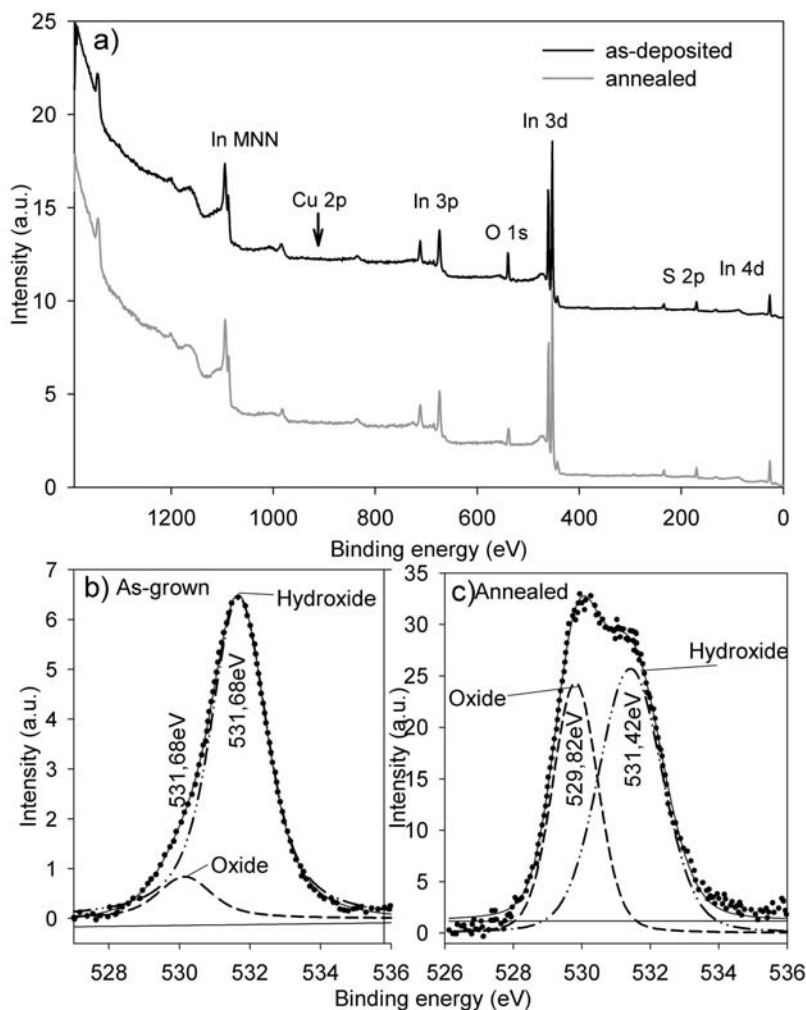 a)
as-deposited
annealed
In MNN
Cu 2p
In 3p
O 1s
In 3d
S 2p
In 4d
Intensity (a.u.)
25
20
15
10
5
0
1200 1000 800 600 400 200 0
Binding energy (eV)
b) As-grown
Hydroxide
531,68eV
531,68eV
Oxide
Intensity (a.u.)
7
6
5
4
3
2
1
0
528 530 532 534 536
c) Annealed
Hydroxide
Oxide
529,82eV
531,42eV
Intensity (a.u.)
35
30
25
20
15
10
5
0
526 528 530 532 534 536
Binding energy (eV)